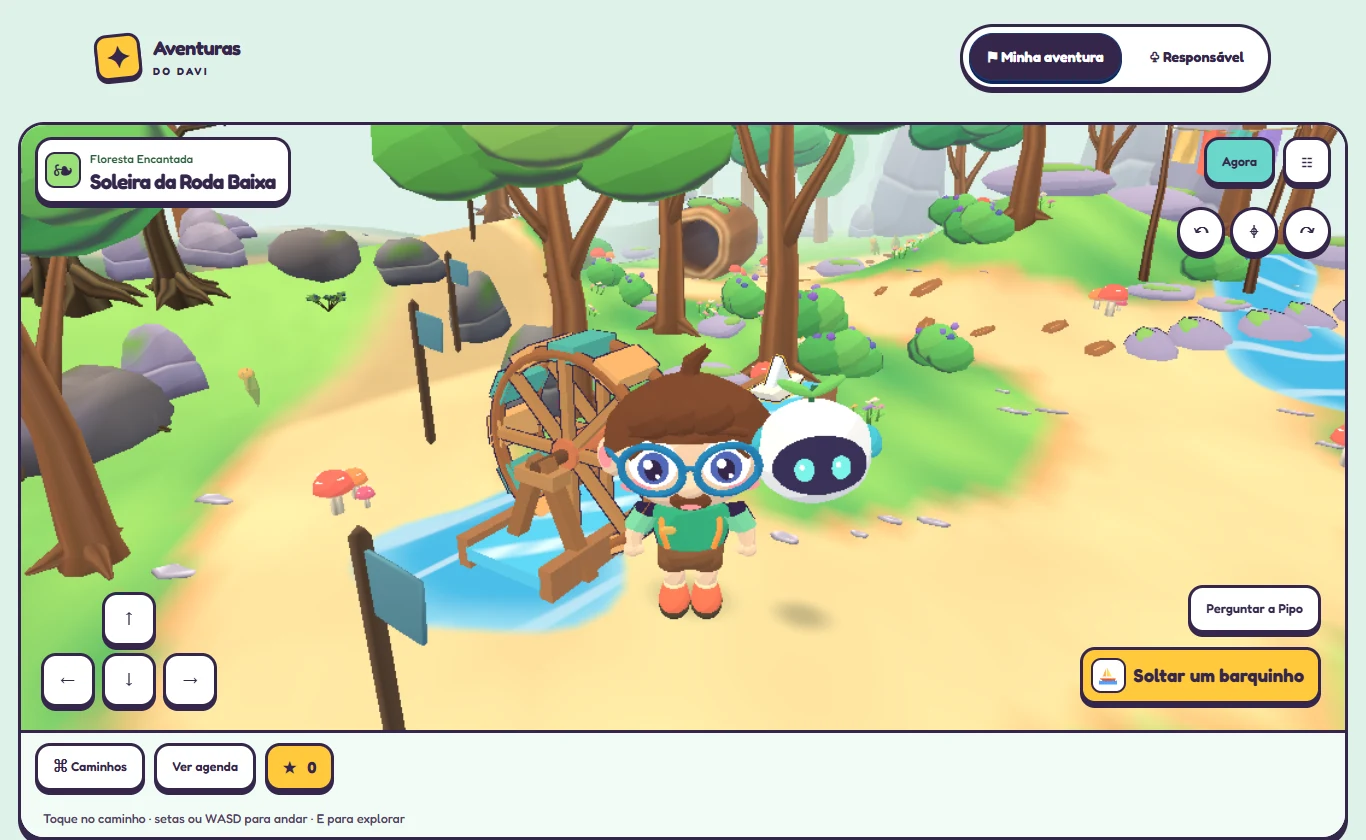 Aventuras
DO DAVI
Minha aventura
Responsável
Floresta Encantada
Soleira da Roda Baixa
Agora
Perguntar a Pipo
Soltar um barquinho
⌘ Caminhos
Ver agenda
★ 0
Toque no caminho · setas ou WASD para andar · E para explorar